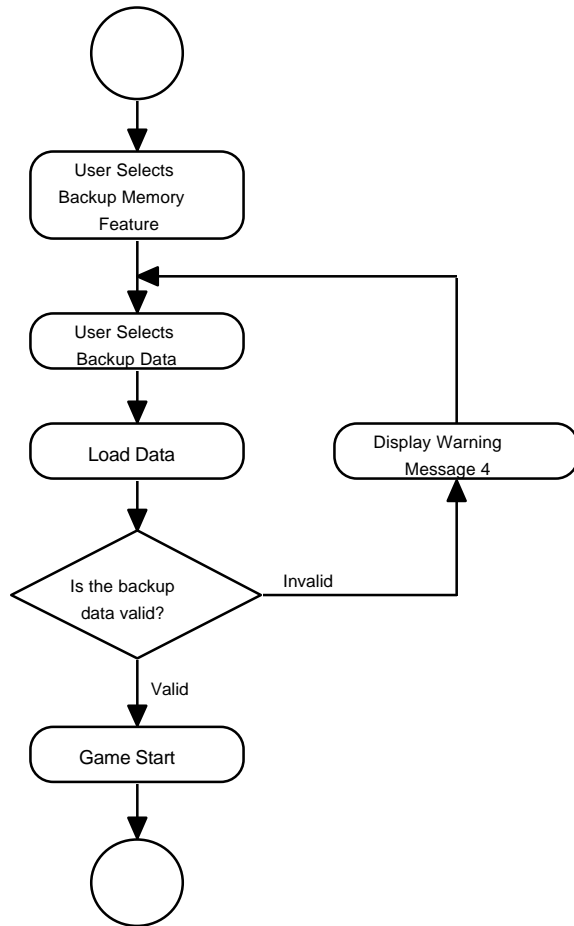 User Selects
Backup Memory
Feature
User Selects
Backup Data
Load Data
Display Warning
Message 4
Is the backup
data valid?
Invalid
Valid
Game Start